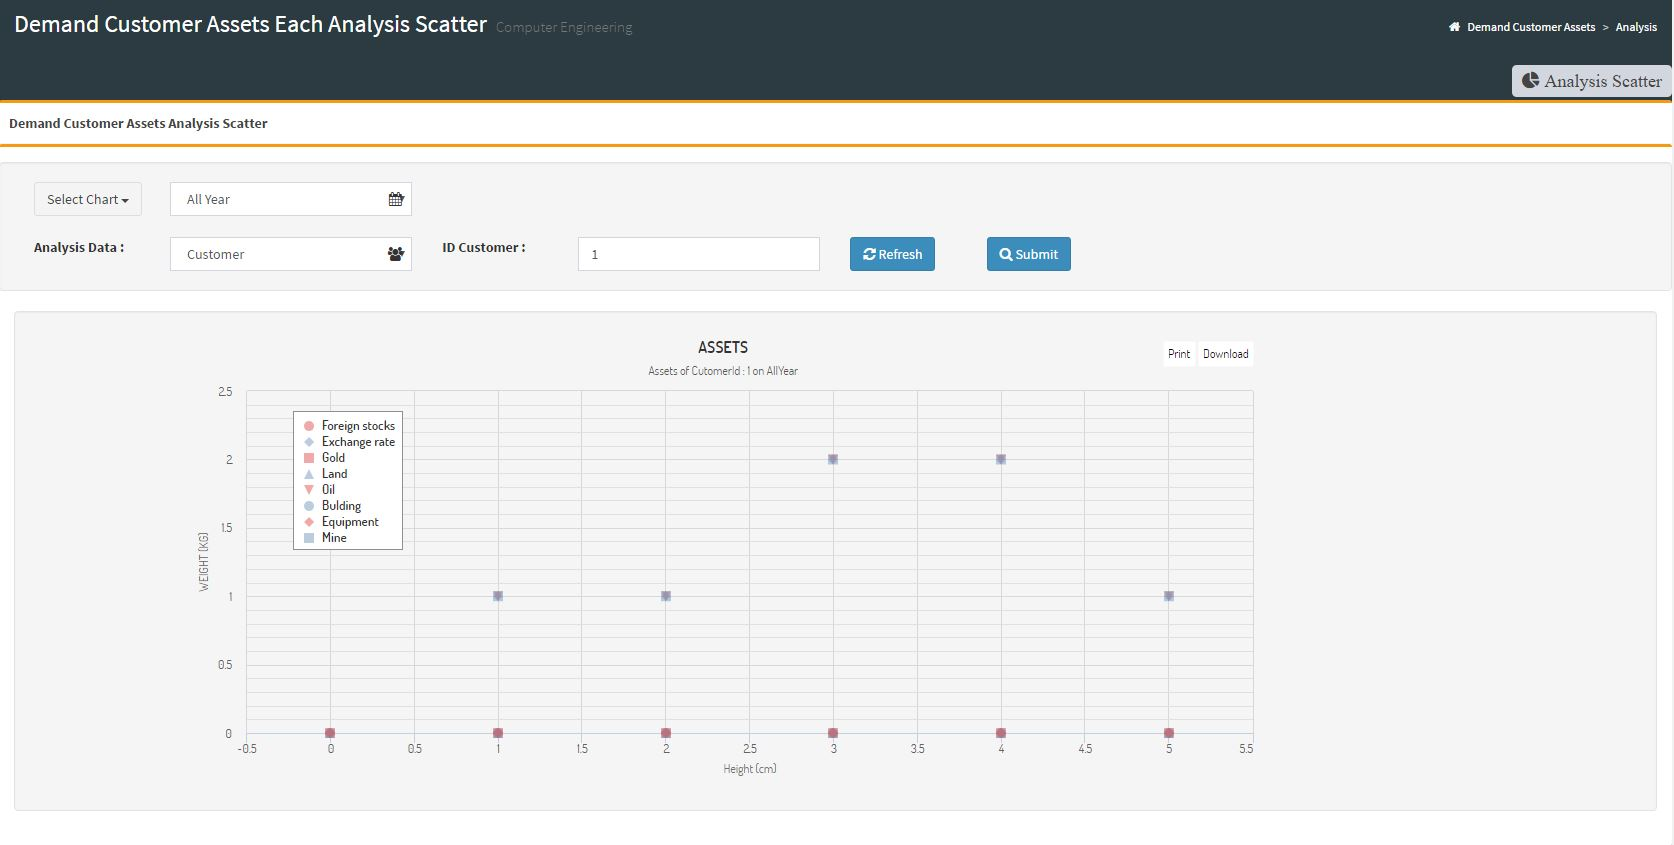 Demand Customer Assets Each Analysis Scatter Computer Engineering
Demand Customer Assets > Analysis
Analysis Scatter
Demand Customer Assets Analysis Scatter
Select Chart
All Year
Analysis Data :
Customer
ID Customer :
1
Refresh
Submit
ASSETS
Assets of CutomerId : 1 on AllYear
Print
Download
Foreign stocks
Exchange rate
Gold
Land
Oil
Bulding
Equipment
Mine
WEIGHT (KG)
2.5
2
1.5
1
0.5
0
-0.5 0 0.5 1 1.5 2 2.5 3 3.5 4 4.5 5 5.5
Height (cm)